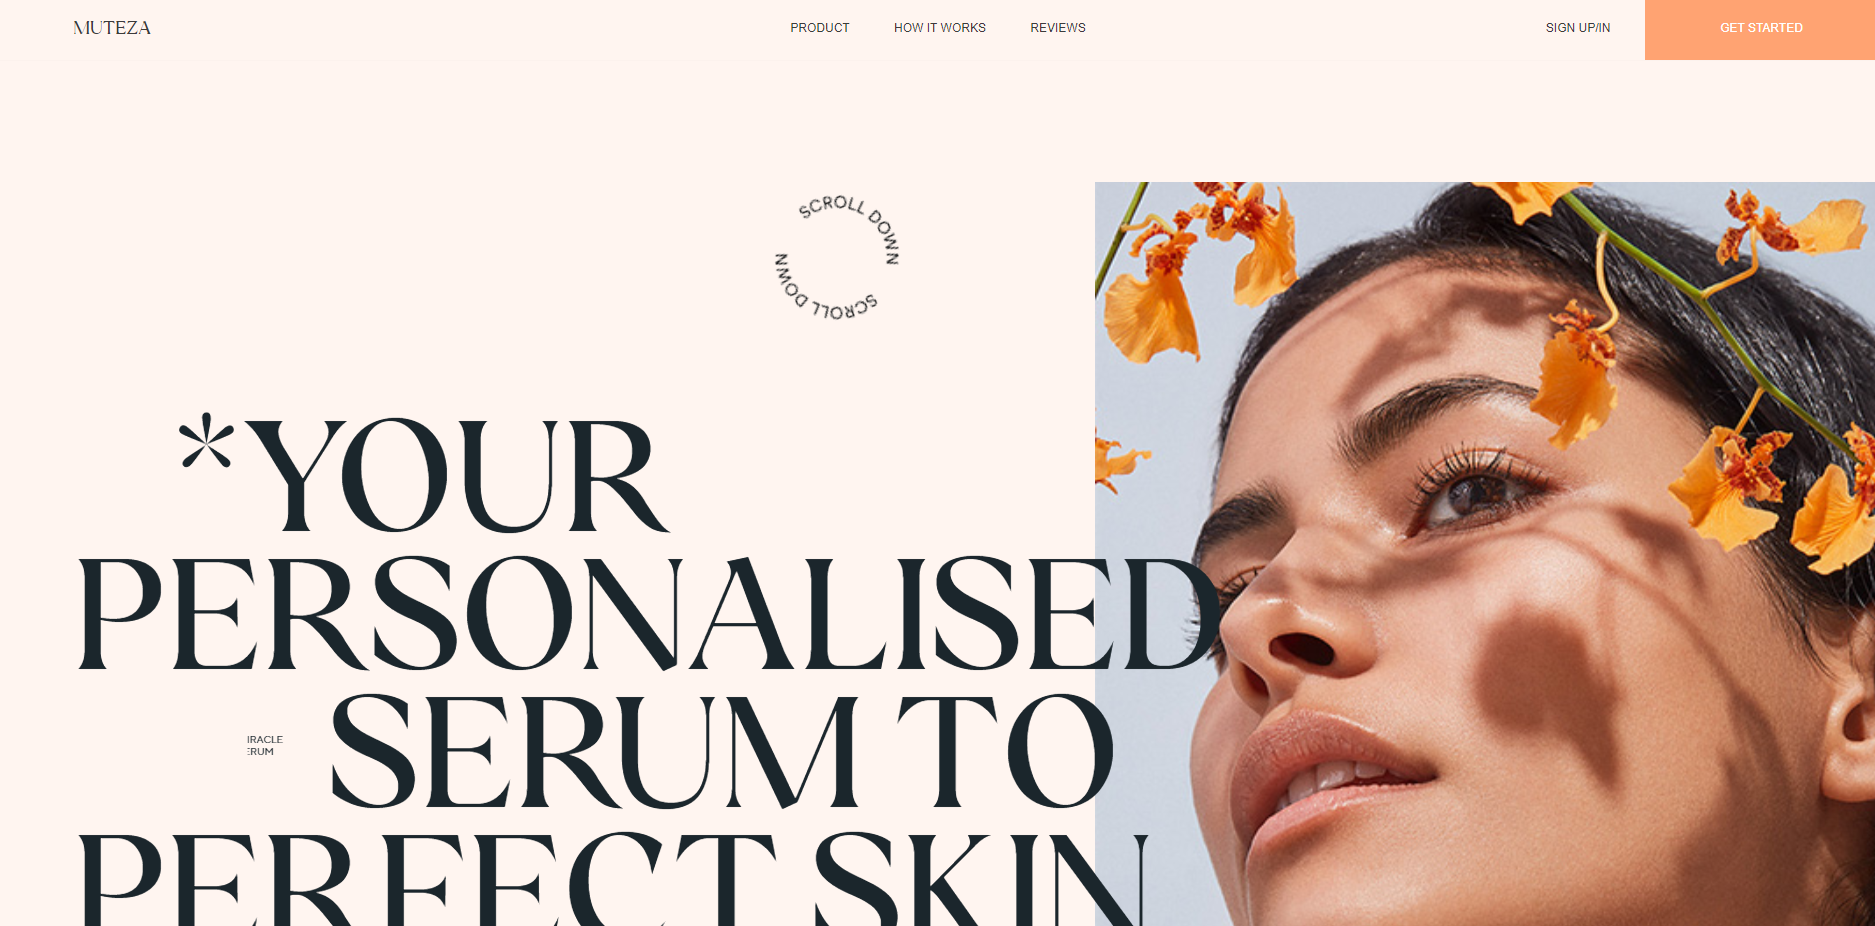 MUTEZA
PRODUCT
HOW IT WORKS
REVIEWS
SIGN UP/IN
GET STARTED
SCROLL DOWN
SCROLL DOWN
*YOUR
PERSONALISED
SERUM TO
IRACLE
ERUM
PERFECT SKIN